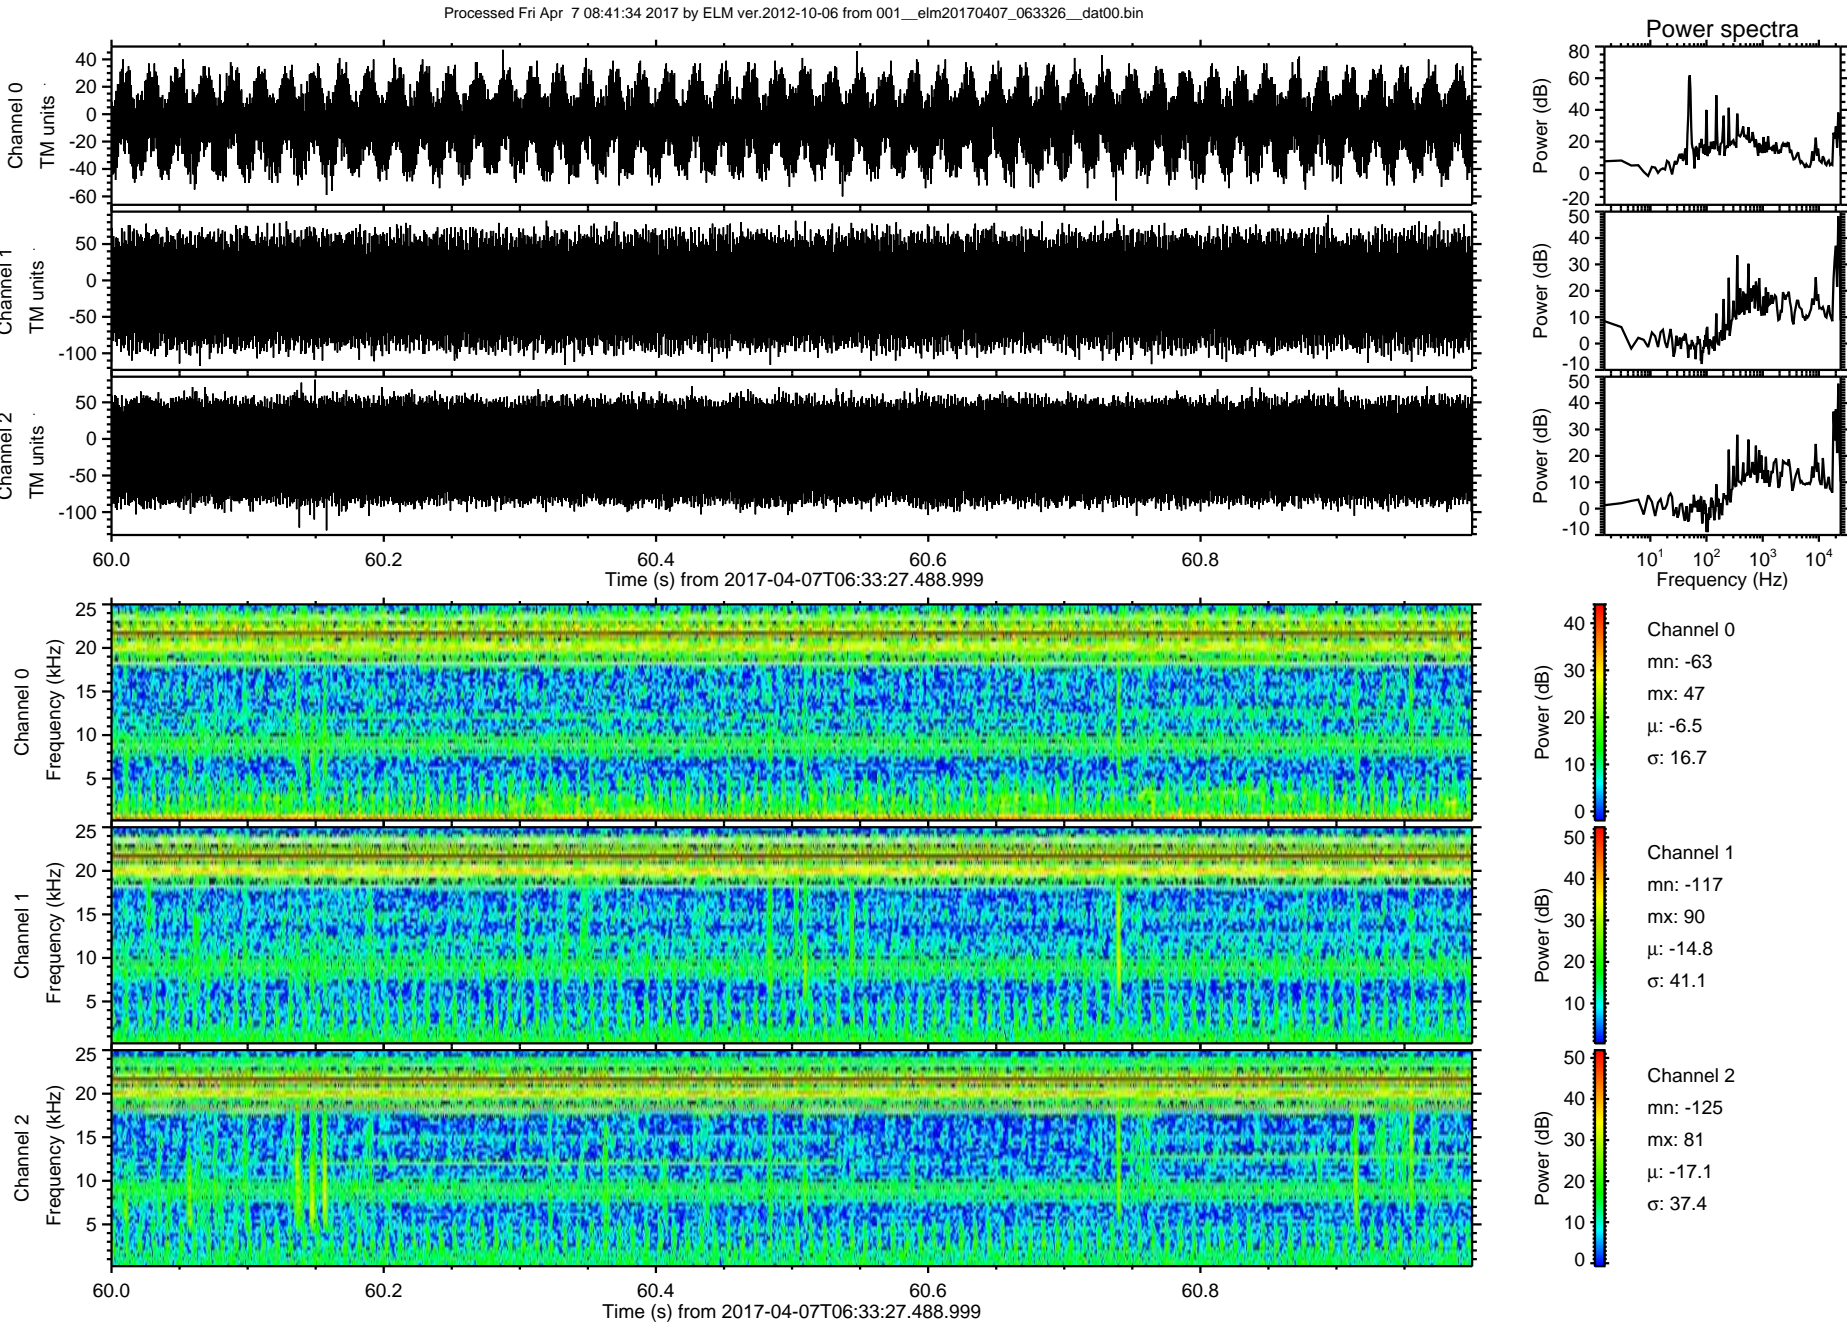 Processed Fri Apr 7 08:41:34 2017 by ELM ver.2012-10-06 from 001__elm20170407_063326__dat00.bin
Power spectra
Channel 0
TM units
40
20
0
-20
-40
-60
Power (dB)
80
60
40
20
0
-20
Channel 1
TM units
50
0
-50
-100
Power (dB)
50
40
30
20
10
0
-10
Channel 2
TM units
50
0
-50
-100
Power (dB)
50
40
30
20
10
0
-10
60.0 60.2 60.4 60.6 60.8
Time (s) from 2017-04-07T06:33:27.488.999
10^1 10^2 10^3 10^4
Frequency (Hz)
Channel 0
Frequency (kHz)
25
20
15
10
5
Power (dB)
40
30
20
10
0
Channel 0
mn: -63
mx: 47
μ: -6.5
σ: 16.7
Channel 1
Frequency (kHz)
25
20
15
10
5
Power (dB)
50
40
30
20
10
Channel 1
mn: -117
mx: 90
μ: -14.8
σ: 41.1
Channel 2
Frequency (kHz)
25
20
15
10
5
Power (dB)
50
40
30
20
10
0
Channel 2
mn: -125
mx: 81
μ: -17.1
σ: 37.4
60.0 60.2 60.4 60.6 60.8
Time (s) from 2017-04-07T06:33:27.488.999